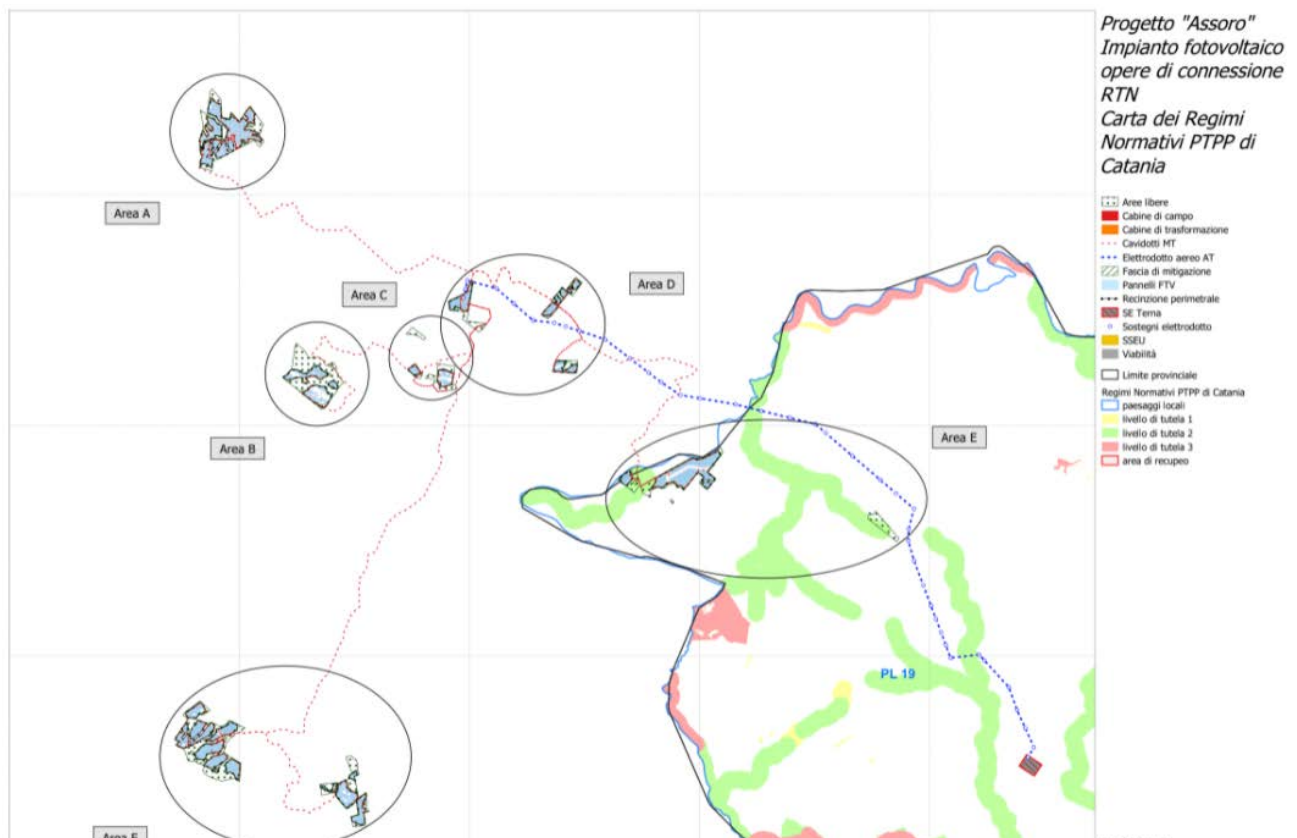 Progetto "Assoro"
Impianto fotovoltaico
opere di connessione
RTN
Carta dei Regimi
Normativi PTPP di
Catania
Aree libere
Cabine di campo
Cabine di trasformazione
Cavidotti MT
Elettrodotto aereo AT
Fascia di mitigazione
Pannelli FTV
Recinzione perimetrale
SE Terna
Sostegni elettrodotto
SSEU
Viabilità
Limite provinciale
Regimi Normativi PTPP di Catania
paesaggi locali
livello di tutela 1
livello di tutela 2
livello di tutela 3
area di recupeo
Area A
Area C
Area D
Area B
Area E
PL 19
Area